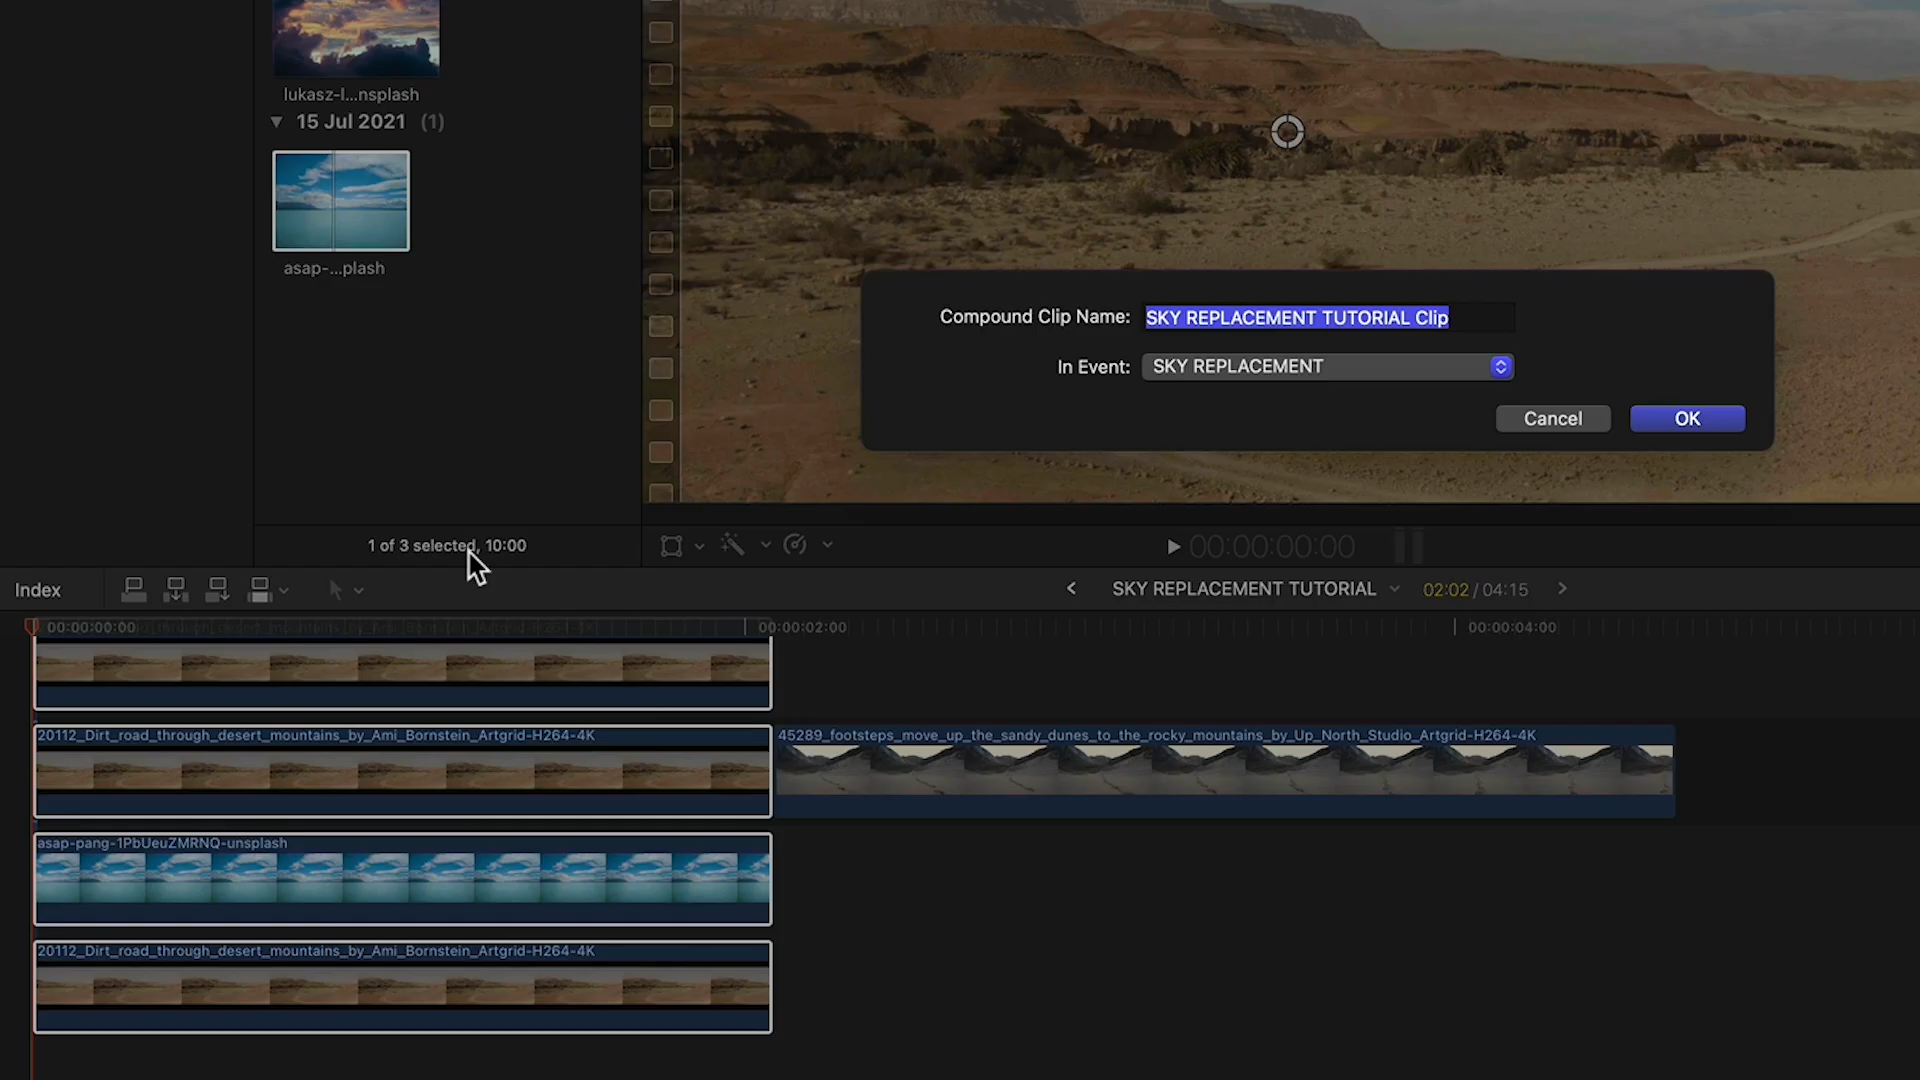 lukasz-l...nsplash
15 Jul 2021 (1)
asap-...plash
Compound Clip Name: SKY REPLACEMENT TUTORIAL Clip
In Event: SKY REPLACEMENT
Cancel OK
1 of 3 selected, 10:00
00:00:00:00
Index
SKY REPLACEMENT TUTORIAL 02:02 / 04:15
00:00:00:00 00:00:02:00 00:00:04:00
20112_Dirt_road_through_desert_mountains_by_Ami_Bornstein_Artgrid-H264-4K
45289_footsteps_move_up_the_sandy_dunes_to_the_rocky_mountains_by_Up_North_Studio_Artgrid-H264-4K
asap-pang-1PbUeuZMRNQ-unsplash
20112_Dirt_road_through_desert_mountains_by_Ami_Bornstein_Artgrid-H264-4K